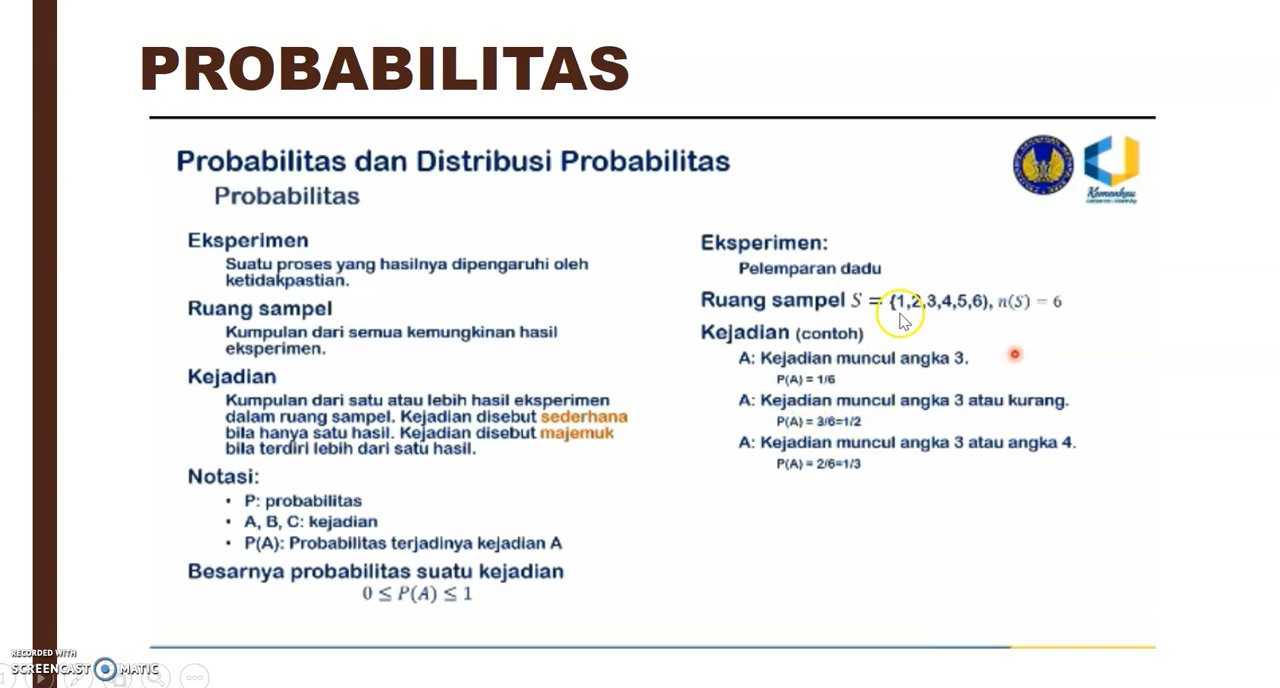 PROBABILITAS
Probabilitas dan Distribusi Probabilitas
Probabilitas
Kemenkeu
Eksperimen
Suatu proses yang hasilnya dipengaruhi oleh
ketidakpastian.
Ruang sampel
Kumpulan dari semua kemungkinan hasil
eksperimen.
Kejadian
Kumpulan dari satu atau lebih hasil eksperimen
dalam ruang sampel. Kejadian disebut sederhana
bila hanya satu hasil. Kejadian disebut majemuk
bila terdiri lebih dari satu hasil.
Notasi:
• P: probabilitas
• A, B, C: kejadian
• P(A): Probabilitas terjadinya kejadian A
Besarnya probabilitas suatu kejadian
0 ≤ P(A) ≤ 1
Eksperimen:
Pelemparan dadu
Ruang sampel S = {1,2,3,4,5,6), n(S) = 6
Kejadian (contoh)
A: Kejadian muncul angka 3.
P(A) = 1/6
A: Kejadian muncul angka 3 atau kurang.
P(A) = 3/6=1/2
A: Kejadian muncul angka 3 atau angka 4.
P(A) = 2/6=1/3
RECORDED WITH
SCREENCAST MATIC